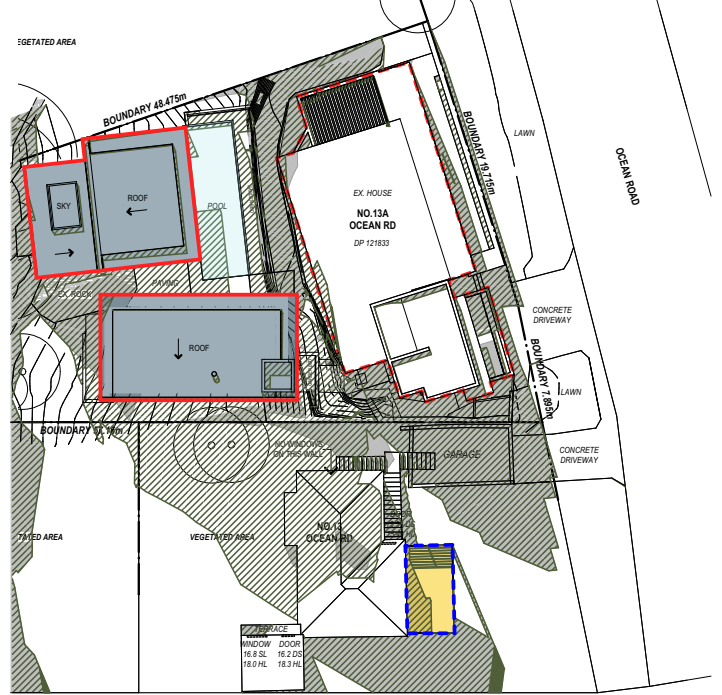 EGETATED AREA
BOUNDARY 48.475m
LAWN
BOUNDARY 19.715m
OCEAN ROAD
SKY
ROOF
POOL
EX. HOUSE
NO.13A
OCEAN RD
DP 121833
PAVING
EX. ROCK
ROOF
CONCRETE
DRIVEWAY
BOUNDARY 7.895m
LAWN
BOUNDARY
NO WINDOWS
ON THIS WALL
GARAGE
CONCRETE
DRIVEWAY
TATED AREA
VEGETATED AREA
NO.13
OCEAN RD
TERRACE
WINDOW
16.8 SL
18.0 HL
DOOR
16.2 DS
18.3 HL